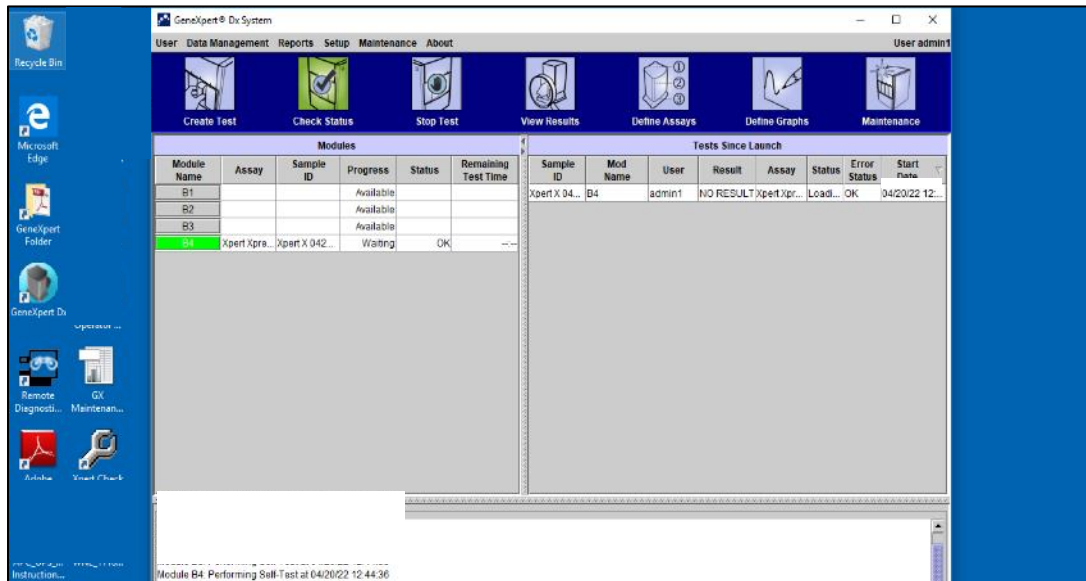 Recycle Bin
Microsoft
Edge
GeneXpert
Folder
GeneXpert Dx
Operator ...
Remote
Diagnosti...
GX
Maintenan...
Adobe
Xpert Check
Instruction...
GeneXpert® Dx System
User Data Management Reports Setup Maintenance About
User admin1
Create Test Check Status Stop Test View Results Define Assays Define Graphs Maintenance
Modules
Module Name Assay Sample ID Progress Status Remaining Test Time
B1 Available
B2 Available
B3 Available
B4 Xpert Xpre... Xpert X 042... Waiting OK --:--
Tests Since Launch
Sample ID Mod Name User Result Assay Status Error Status Start Date
Xpert X 04... B4 admin1 NO RESULT Xpert Xpr... Loadi... OK 04/20/22 12:...
Module B4: Performing Self-Test at 04/20/22 12:44:36